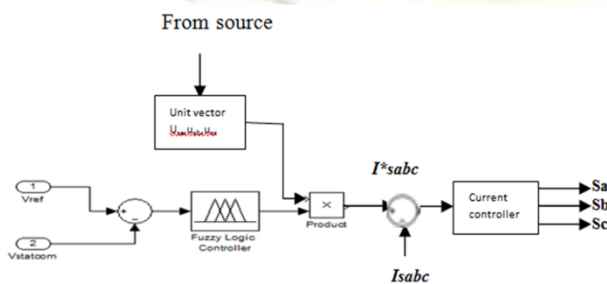 From source
Unit vector
I*sabc
1
Vref
2
Vstatcom
Fuzzy Logic
Controller
×
Product
Current
controller
Sa
Sb
Sc
Isabc